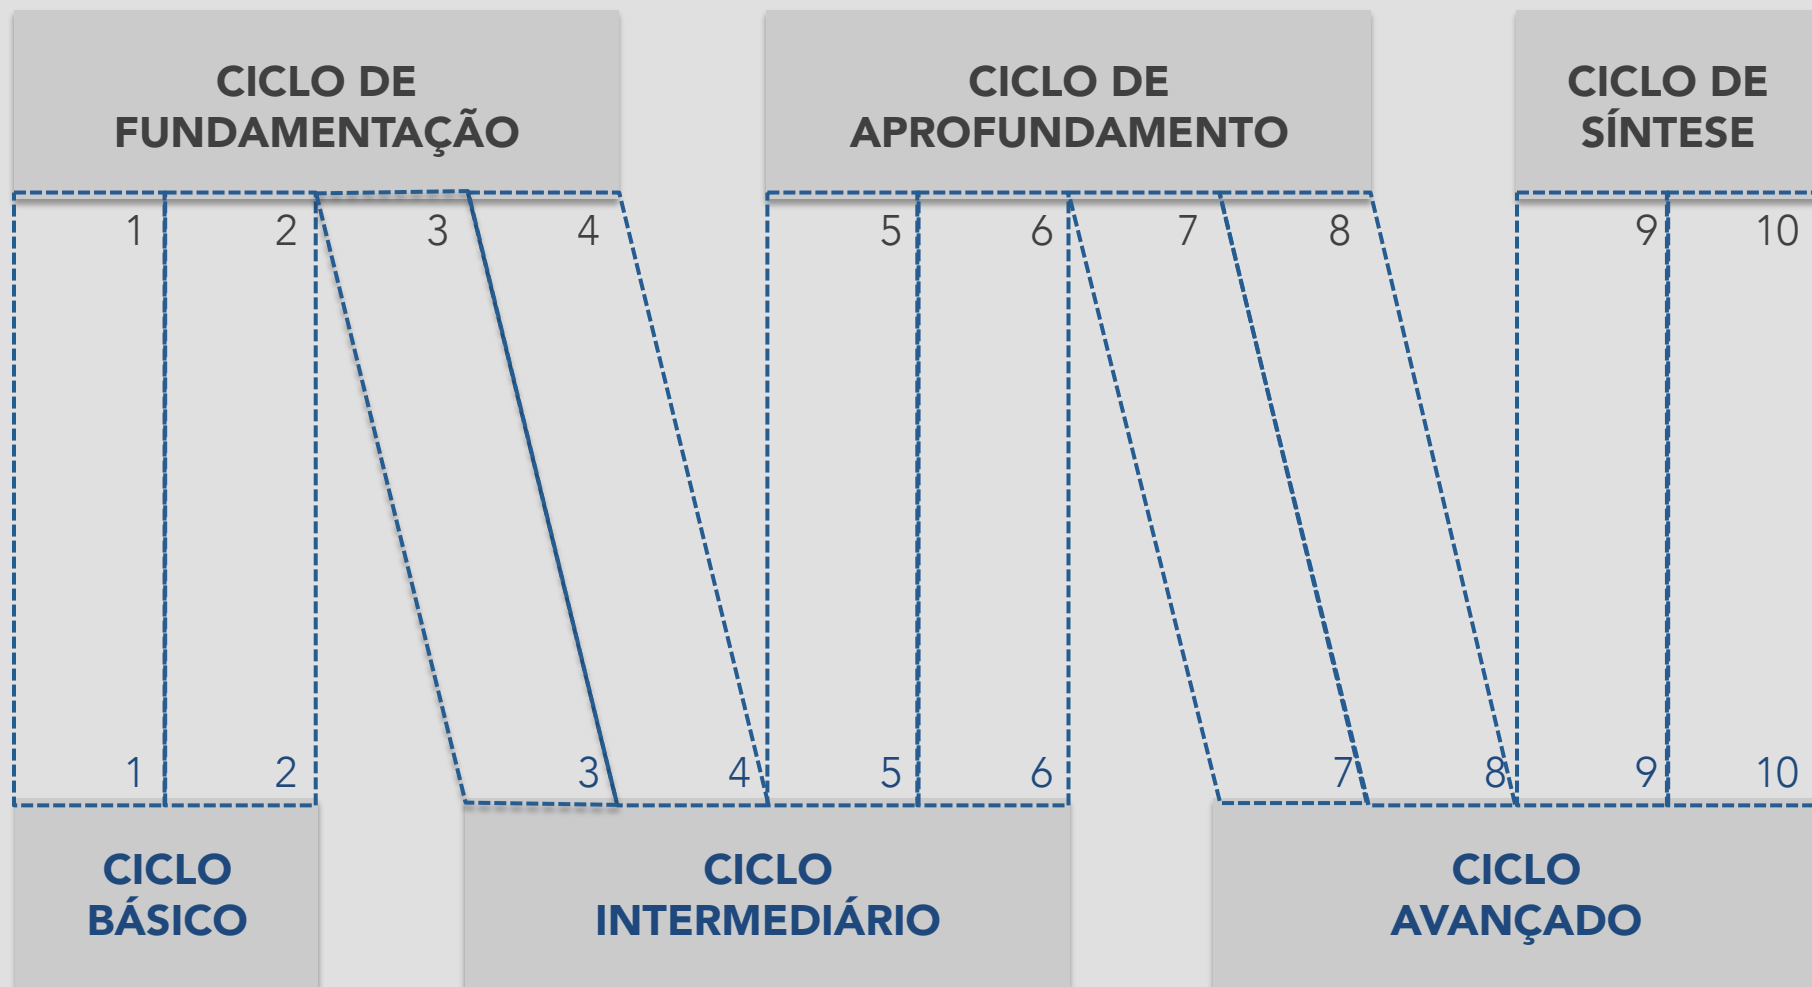 CICLO DE
FUNDAMENTAÇÃO
CICLO DE
APROFUNDAMENTO
CICLO DE
SÍNTESE
1 2 3 4 5 6 7 8 9 10
1 2 3 4 5 6 7 8 9 10
CICLO
BÁSICO
CICLO
INTERMEDIÁRIO
CICLO
AVANÇADO